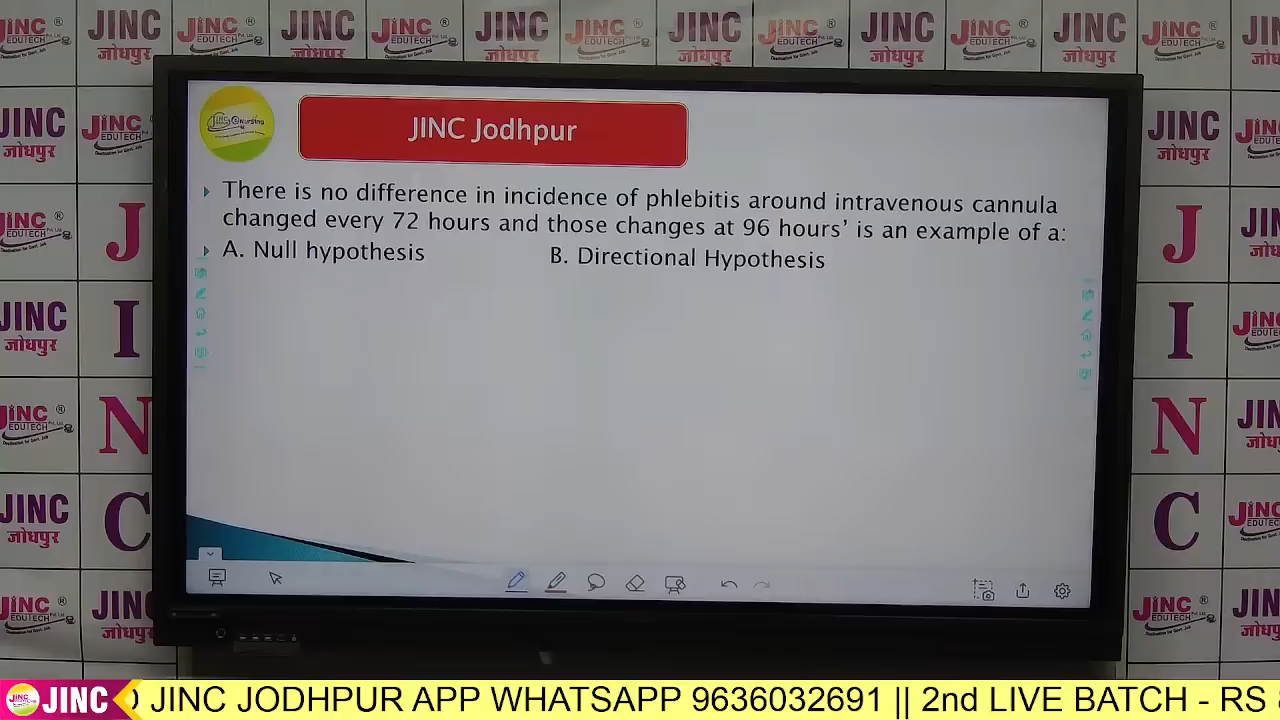 JINC Jodhpur
There is no difference in incidence of phlebitis around intravenous cannula
changed every 72 hours and those changes at 96 hours’ is an example of a:
A. Null hypothesis B. Directional Hypothesis
JINC
जोधपुर
JINC
EDUTECH
J
I
N
C
JINC JODHPUR APP WHATSAPP 9636032691 || 2nd LIVE BATCH - RS